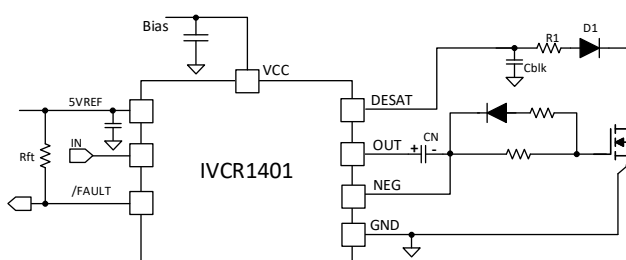 Bias
VCC
R1
D1
Cblk
5VREF
DESAT
IN
OUT
+ CN -
Rft
IVCR1401
NEG
/FAULT
GND